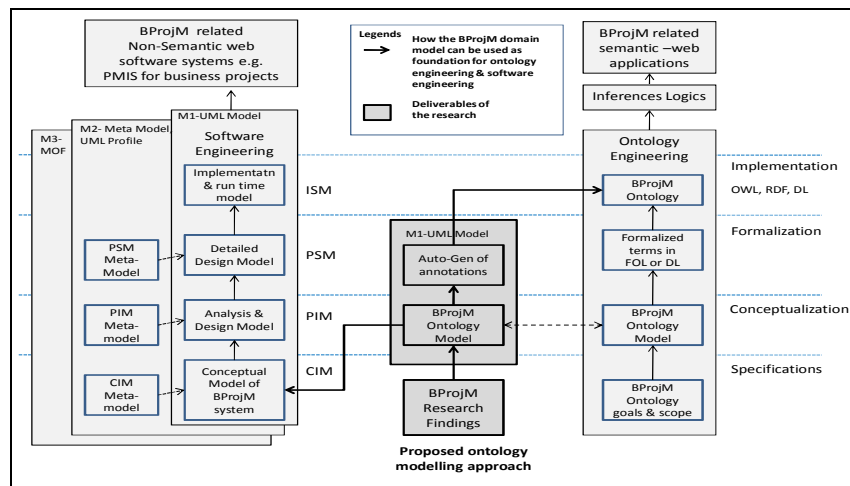 BProjM related
Non-Semantic web
software systems e.g.
PMIS for business projects
Legends
How the BProjM domain
model can be used as
foundation for ontology
engineering & software
engineering
Deliverables of
the research
BProjM related
semantic –web
applications
Inferences Logics
M3-
MOF
M2- Meta Model,
UML Profile
M1-UML Model
Software
Engineering
Implementatn
& run time
model
ISM
PSM
Meta-
Model
Detailed
Design Model
PSM
PIM
Meta-
model
Analysis &
Design Model
PIM
CIM
Meta-
model
Conceptual
Model of
BProjM
system
CIM
M1-UML Model
Auto-Gen of
annotations
BProjM
Ontology
Model
BProjM
Research
Findings
Proposed ontology
modelling approach
Ontology
Engineering
BProjM
Ontology
Formalized
terms in
FOL or DL
BProjM
Ontology
Model
BProjM
Ontology
goals & scope
Implementation
OWL, RDF, DL
Formalization
Conceptualization
Specifications